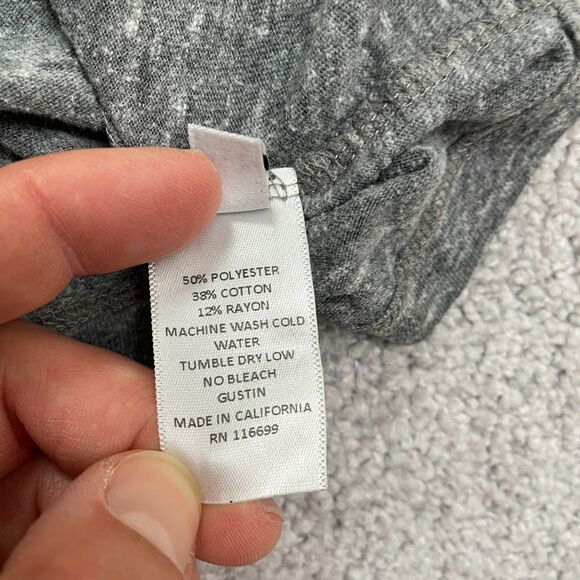 50% POLYESTER
38% COTTON
12% RAYON
MACHINE WASH COLD
WATER
TUMBLE DRY LOW
NO BLEACH
GUSTIN
MADE IN CALIFORNIA
RN 116699